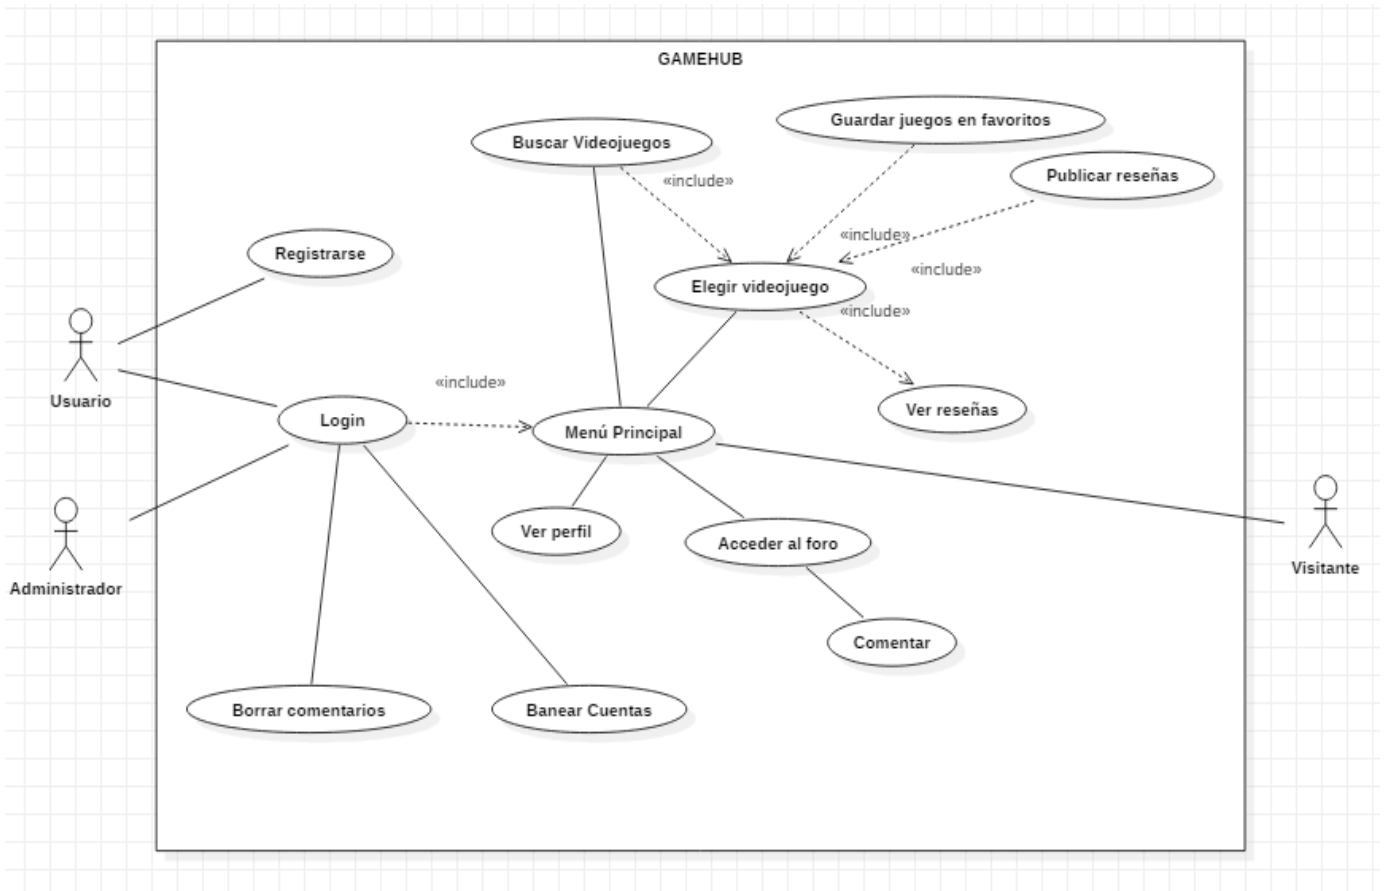 GAMEHUB
Guardar juegos en favoritos
Buscar Videojuegos
«include»
Publicar reseñas
«include»
Registrarse
«include»
Elegir videojuego
«include»
Usuario
«include»
Login
Menú Principal
Ver reseñas
Ver perfil
Acceder al foro
Visitante
Administrador
Comentar
Borrar comentarios
Banear Cuentas